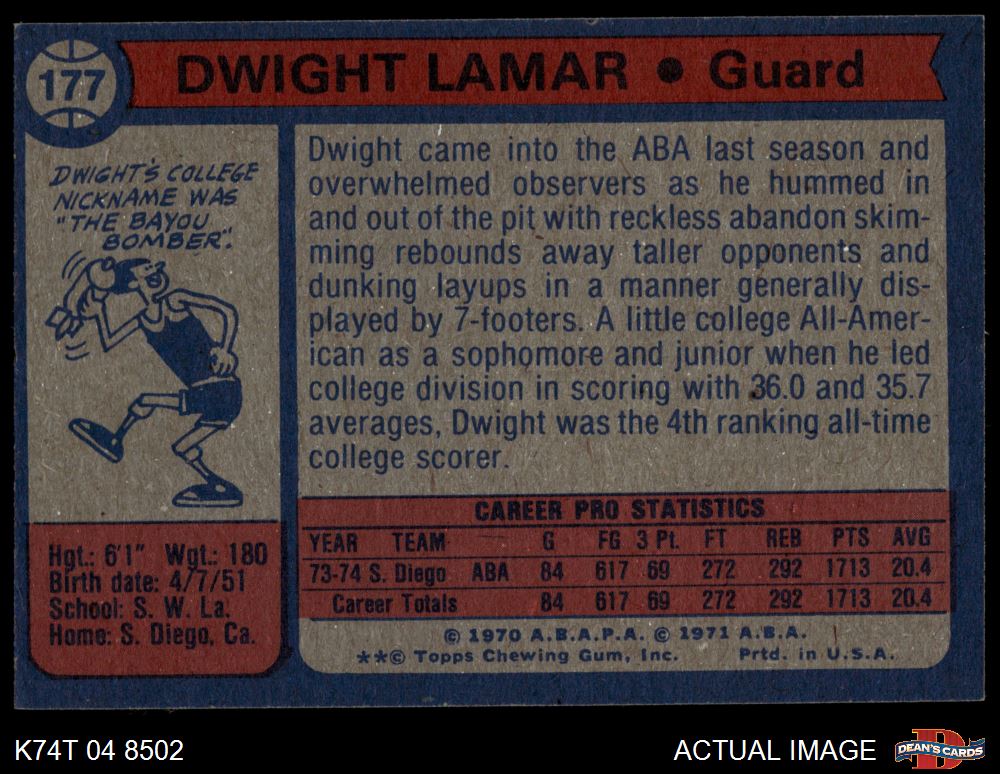 177
DWIGHT LAMAR • Guard
DWIGHT'S COLLEGE
NICKNAME WAS
"THE BAYOU
BOMBER".
Dwight came into the ABA last season and
overwhelmed observers as he hummed in
and out of the pit with reckless abandon skim-
ming rebounds away taller opponents and
dunking layups in a manner generally dis-
played by 7-footers. A little college All-Amer-
ican as a sophomore and junior when he led
college division in scoring with 36.0 and 35.7
averages, Dwight was the 4th ranking all-time
college scorer.
Hgt.: 6'1" Wgt.: 180
Birth date: 4/7/51
School: S. W. La.
Home: S. Diego, Ca.
CAREER PRO STATISTICS
YEAR TEAM G FG 3 Pt. FT REB PTS AVG
73-74 S. Diego ABA 84 617 69 272 292 1713 20.4
Career Totals 84 617 69 272 292 1713 20.4
© 1970 A.B.A.P.A. © 1971 A.B.A.
**© Topps Chewing Gum, Inc. Prtd. in U.S.A.
K74T 04 8502
ACTUAL IMAGE
D
DEAN'S CARDS